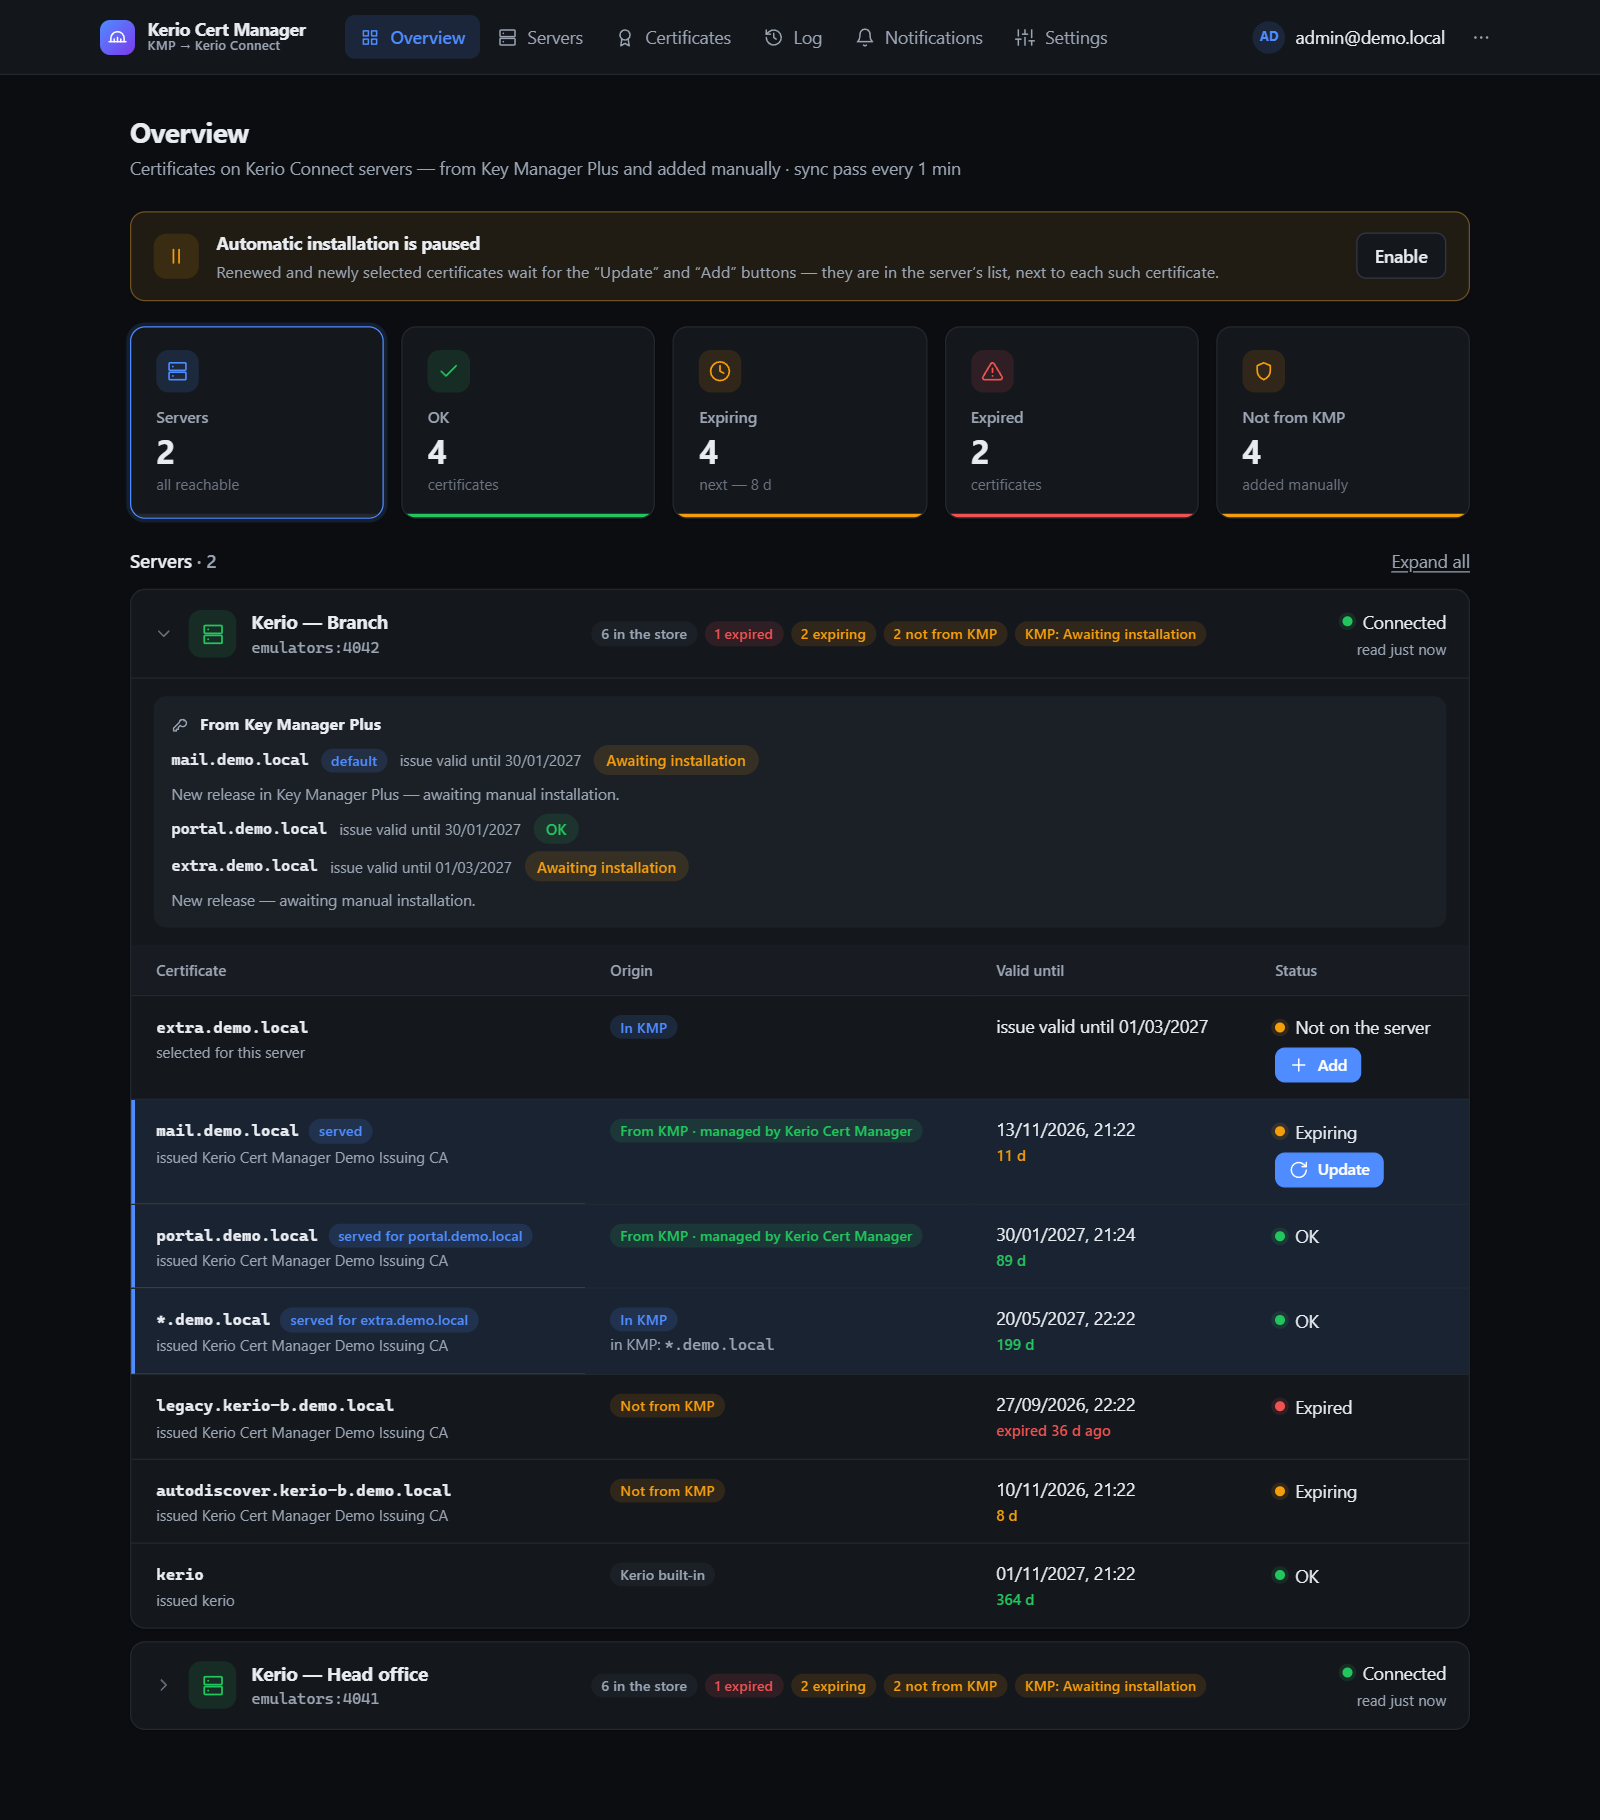 Kerio Cert Manager
KMP → Kerio Connect
Overview
Servers
Certificates
Log
Notifications
Settings
AD
admin@demo.local
···
Overview
Certificates on Kerio Connect servers — from Key Manager Plus and added manually · sync pass every 1 min
Automatic installation is paused
Renewed and newly selected certificates wait for the “Update” and “Add” buttons — they are in the server’s list, next to each such certificate.
Enable
Servers
2
all reachable
OK
4
certificates
Expiring
4
next — 8 d
Expired
2
certificates
Not from KMP
4
added manually
Servers · 2
Expand all
Kerio — Branch
emulators:4042
6 in the store
1 expired
2 expiring
2 not from KMP
KMP: Awaiting installation
Connected
read just now
From Key Manager Plus
mail.demo.local default issue valid until 30/01/2027 Awaiting installation
New release in Key Manager Plus — awaiting manual installation.
portal.demo.local issue valid until 30/01/2027 OK
extra.demo.local issue valid until 01/03/2027 Awaiting installation
New release — awaiting manual installation.
Certificate Origin Valid until Status
extra.demo.local In KMP issue valid until 01/03/2027 Not on the server
selected for this server
Add
mail.demo.local served From KMP · managed by Kerio Cert Manager 13/11/2026, 21:22 Expiring
issued Kerio Cert Manager Demo Issuing CA 11 d
Update
portal.demo.local served for portal.demo.local From KMP · managed by Kerio Cert Manager 30/01/2027, 21:24 OK
issued Kerio Cert Manager Demo Issuing CA 89 d
*.demo.local served for extra.demo.local In KMP 20/05/2027, 22:22 OK
issued Kerio Cert Manager Demo Issuing CA in KMP: *.demo.local 199 d
legacy.kerio-b.demo.local Not from KMP 27/09/2026, 22:22 Expired
issued Kerio Cert Manager Demo Issuing CA expired 36 d ago
autodiscover.kerio-b.demo.local Not from KMP 10/11/2026, 21:22 Expiring
issued Kerio Cert Manager Demo Issuing CA 8 d
kerio Kerio built-in 01/11/2027, 21:22 OK
issued kerio 364 d
Kerio — Head office
emulators:4041
6 in the store
1 expired
2 expiring
2 not from KMP
KMP: Awaiting installation
Connected
read just now